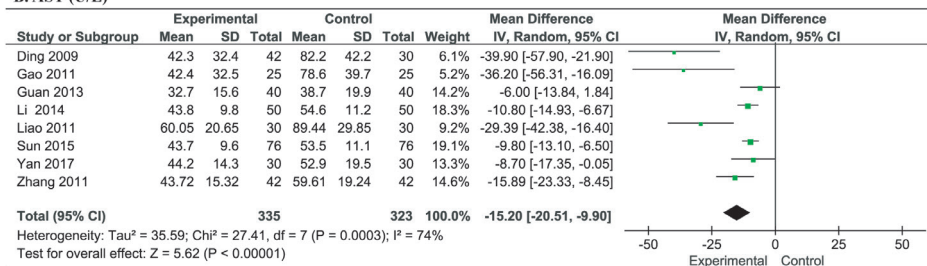 B. AST (U/L)
Experimental Control Mean Difference Mean Difference
Study or Subgroup Mean SD Total Mean SD Total Weight IV, Random, 95% CI IV, Random, 95% CI
Ding 2009 42.3 32.4 42 82.2 42.2 30 6.1% -39.90 [-57.90, -21.90]
Gao 2011 42.4 32.5 25 78.6 39.7 25 5.2% -36.20 [-56.31, -16.09]
Guan 2013 32.7 15.6 40 38.7 19.9 40 14.2% -6.00 [-13.84, 1.84]
Li 2014 43.8 9.8 50 54.6 11.2 50 18.3% -10.80 [-14.93, -6.67]
Liao 2011 60.05 20.65 30 89.44 29.85 30 9.2% -29.39 [-42.38, -16.40]
Sun 2015 43.7 9.6 76 53.5 11.1 76 19.1% -9.80 [-13.10, -6.50]
Yan 2017 44.2 14.3 30 52.9 19.5 30 13.3% -8.70 [-17.35, -0.05]
Zhang 2011 43.72 15.32 42 59.61 19.24 42 14.6% -15.89 [-23.33, -8.45]
Total (95% CI) 335 323 100.0% -15.20 [-20.51, -9.90]
Heterogeneity: Tau² = 35.59; Chi² = 27.41, df = 7 (P = 0.0003); I² = 74%
Test for overall effect: Z = 5.62 (P < 0.00001)
-50 -25 0 25 50
Experimental Control